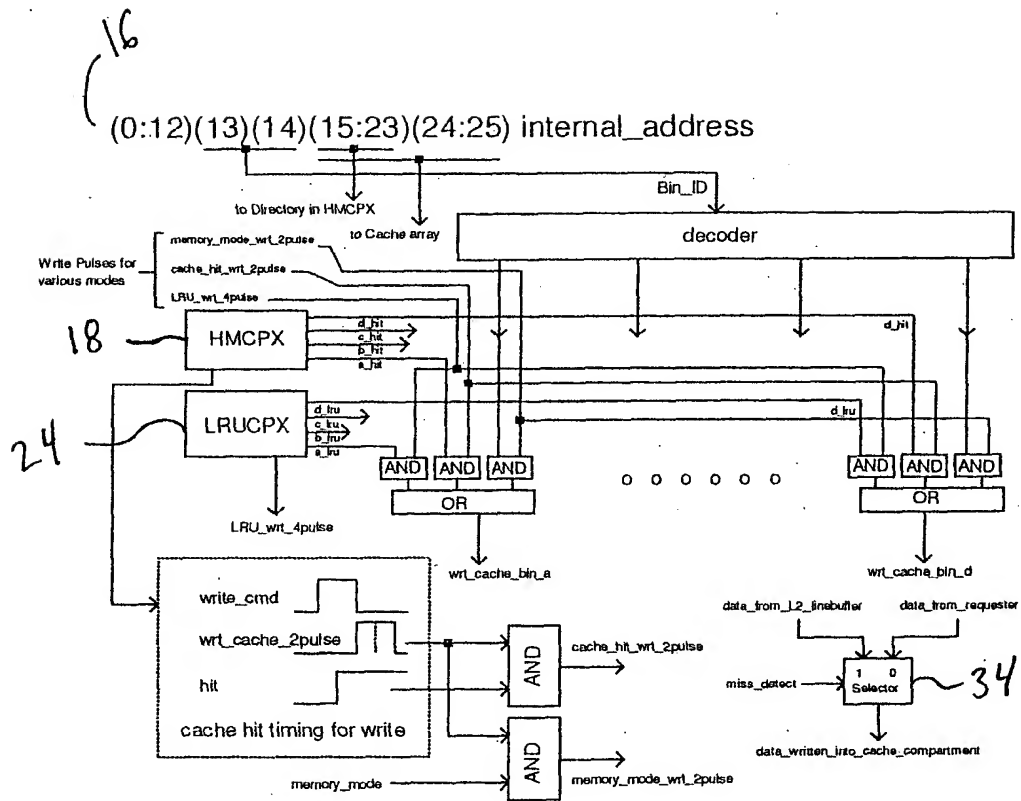 16
(0:12)(13)(14)(15:23)(24:25) internal_address
Bin_ID
to Directory in HMCPX
to Cache array
decoder
Write Pulses for
various modes
memory_mode_wrt_2pulse
cache_hit_wrt_2pulse
LRU_wrt_4pulse
18
HMCPX
d_hit
c_hit
b_hit
a_hit
d_hit
24
LRUCPX
d_lru
c_lru
b_lru
a_lru
d_lru
AND AND AND
OR
AND AND AND
OR
LRU_wrt_4pulse
wrt_cache_bin_a
wrt_cache_bin_d
write_cmd
wrt_cache_2pulse
hit
cache hit timing for write
AND
cache_hit_wrt_2pulse
memory_mode
AND
memory_mode_wrt_2pulse
data_from_L2_linebuffer
data_from_requester
miss_detect
1 0
Selector
34
data_written_into_cache_compartment